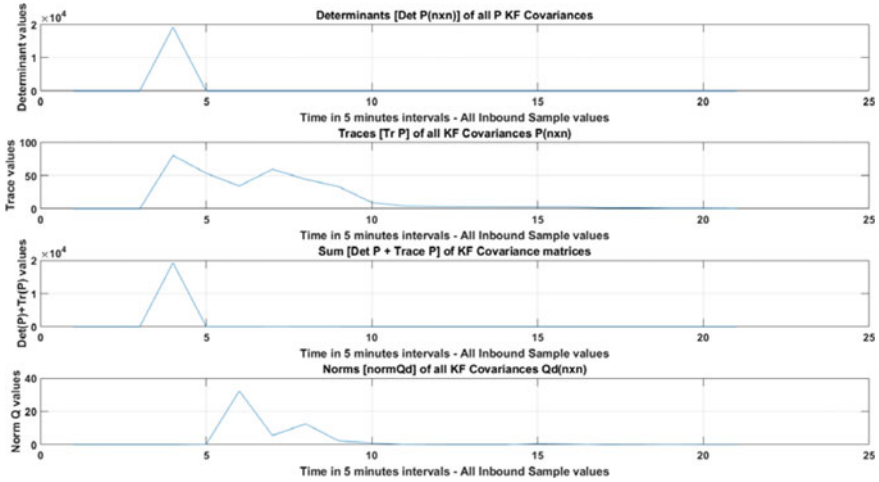 Determinants [Det P(nxn)] of all P KF Covariances
×10⁴
Determinant values
2
1
0
0 5 10 15 20 25
Time in 5 minutes intervals - All Inbound Sample values
Traces [Tr P] of all KF Covariances P(nxn)
Trace values
100
50
0
0 5 10 15 20 25
Time in 5 minutes intervals - All Inbound Sample values
Sum [Det P + Trace P] of KF Covariance matrices
×10⁴
Det(P)+Tr(P) values
2
1
0
0 5 10 15 20 25
Time in 5 minutes intervals - All Inbound Sample values
Norms [normQd] of all KF Covariances Qd(nxn)
Norm Q values
40
20
0
0 5 10 15 20 25
Time in 5 minutes intervals - All Inbound Sample values